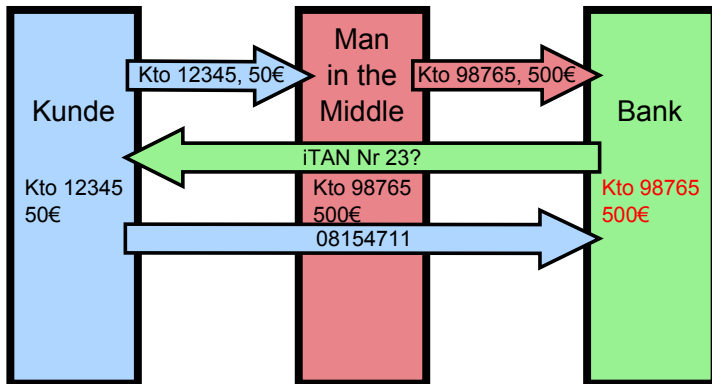 Man
in the
Middle
Kto 12345, 50€
Kto 98765, 500€
Kunde
Bank
iTAN Nr 23?
Kto 12345
50€
Kto 98765
500€
Kto 98765
500€
08154711